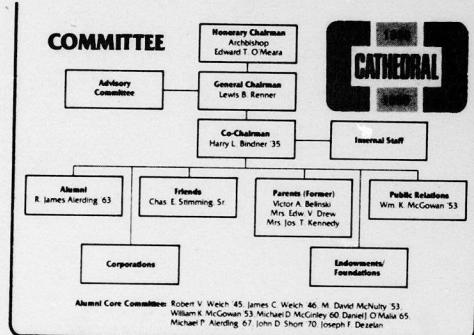 COMMITTEE
Honorary Chairman
Archbishop
Edward T. O'Meara
CATHEDRAL
Advisory
Committee
General Chairman
Lewis B. Renner
Co-Chairman
Harry L. Bindner '35
Internal Staff
Alumni
R. James Alerding '63
Friends
Chas. E. Stimming, Sr.
Parents (Former)
Victor A. Belinski
Mrs. Edw. V. Drew
Mrs. Jos. T. Kennedy
Public Relations
Wm. K. McGowan '53
Corporations
Endowments/
Foundations
Alumni Core Committee: Robert V. Welch '45, James C. Welch '46, M. David McNulty '53,
William K. McGowan '53, Michael D. McGinley '60, Daniel J. O'Malia '65,
Michael P. Alerding '67, John D. Short '70, Joseph F. Dezelan